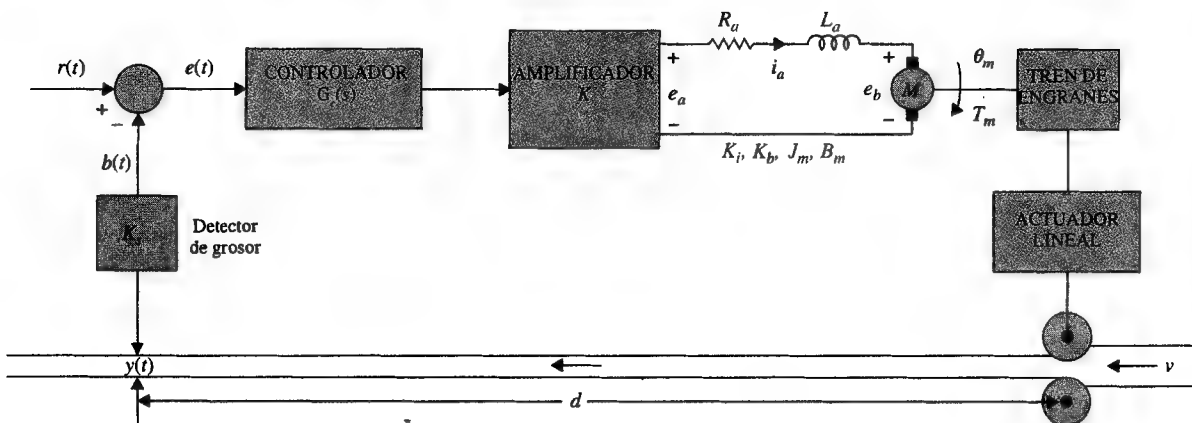 r(t)
+
−
e(t)
CONTROLADOR
G_c(s)
AMPLIFICADOR
K
+
e_a
−
R_a
i_a
L_a
+
e_b
−
M
θ_m
T_m
TREN DE
ENGRANES
K_i, K_b, J_m, B_m
b(t)
K_s
Detector
de grosor
ACTUADOR
LINEAL
y(t)
v
d